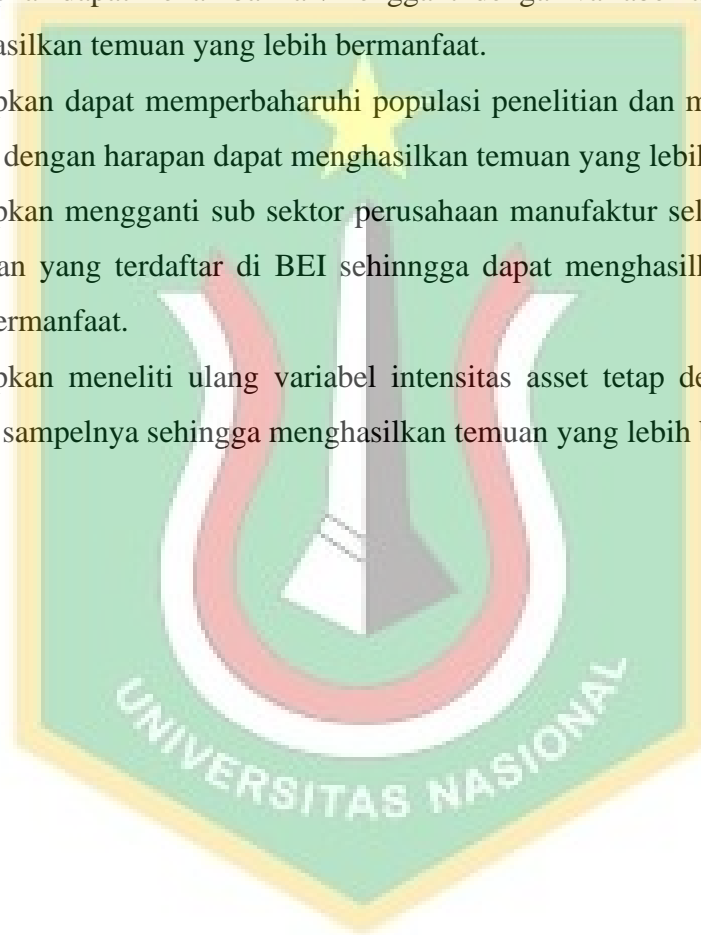 asilkan temuan yang lebih bermanfaat.
pkan dapat memperbaharuhi populasi penelitian dan m
dengan harapan dapat menghasilkan temuan yang lebih
pkan mengganti sub sektor perusahaan manufaktur sel
an yang terdaftar di BEI sehinngga dapat menghasil
ermanfaat.
pkan meneliti ulang variabel intensitas asset tetap de
sampelnya sehingga menghasilkan temuan yang lebih
UNIVERSITAS NASIONAL